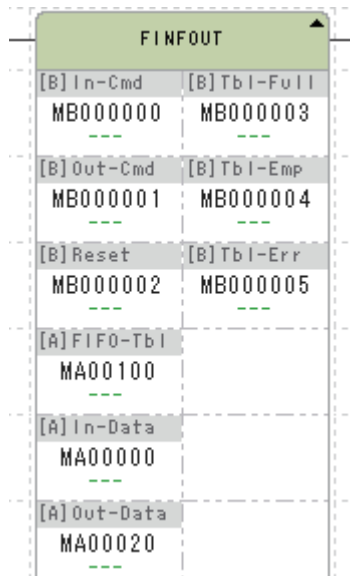 FINFOUT
[B]In-Cmd [B]Tbl-Full
MB000000 MB000003
--- ---
[B]Out-Cmd [B]Tbl-Emp
MB000001 MB000004
--- ---
[B]Reset [B]Tbl-Err
MB000002 MB000005
--- ---
[A]FIFO-Tbl
MA00100
---
[A]In-Data
MA00000
---
[A]Out-Data
MA00020
---